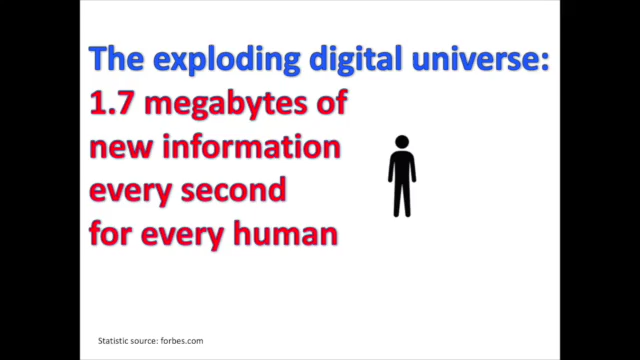 The exploding digital universe:
1.7 megabytes of
new information
every second
for every human
Statistic source: forbes.com